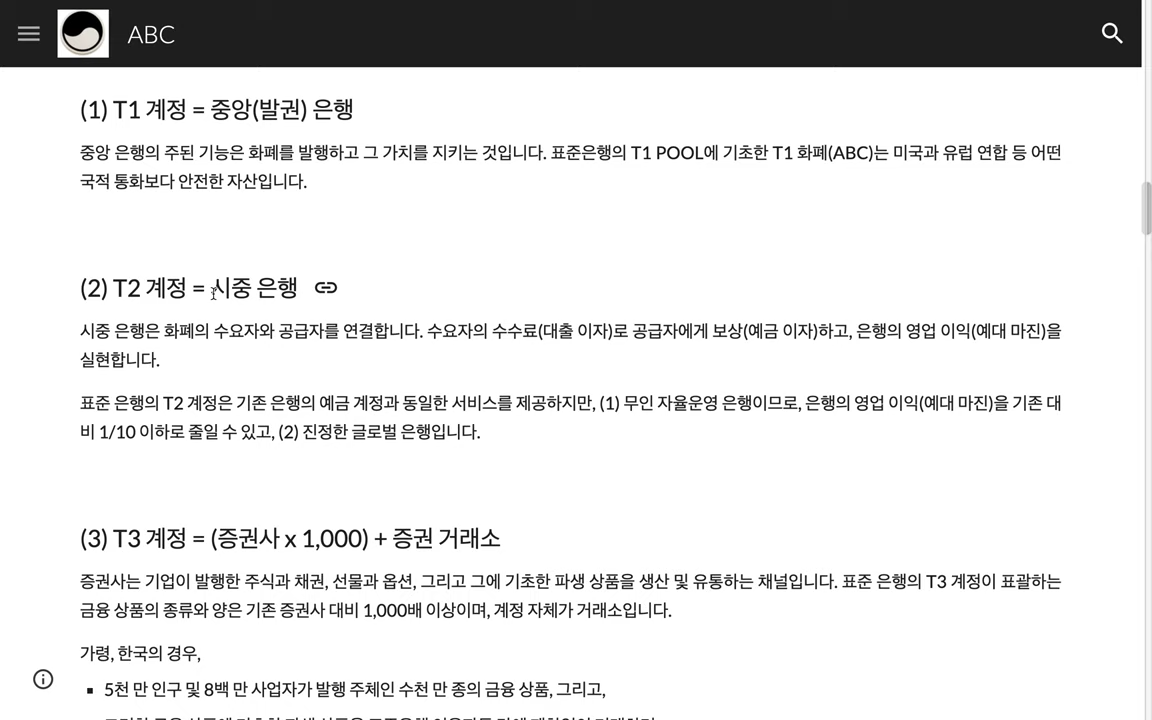 ABC
(1) T1 계정 = 중앙(발권) 은행
중앙 은행의 주된 기능은 화폐를 발행하고 그 가치를 지키는 것입니다. 표준은행의 T1 POOL에 기초한 T1 화폐(ABC)는 미국과 유럽 연합 등 어떤
국적 통화보다 안전한 자산입니다.
(2) T2 계정 = 시중 은행
시중 은행은 화폐의 수요자와 공급자를 연결합니다. 수요자의 수수료(대출 이자)로 공급자에게 보상(예금 이자)하고, 은행의 영업 이익(예대 마진)을
실현합니다.
표준 은행의 T2 계정은 기존 은행의 예금 계정과 동일한 서비스를 제공하지만, (1) 무인 자율운영 은행이므로, 은행의 영업 이익(예대 마진)을 기존 대
비 1/10 이하로 줄일 수 있고, (2) 진정한 글로벌 은행입니다.
(3) T3 계정 = (증권사 x 1,000) + 증권 거래소
증권사는 기업이 발행한 주식과 채권, 선물과 옵션, 그리고 그에 기초한 파생 상품을 생산 및 유통하는 채널입니다. 표준 은행의 T3 계정이 표괄하는
금융 상품의 종류와 양은 기존 증권사 대비 1,000배 이상이며, 계정 자체가 거래소입니다.
가령, 한국의 경우,
▪ 5천 만 인구 및 8백 만 사업자가 발행 주체인 수천 만 종의 금융 상품, 그리고,